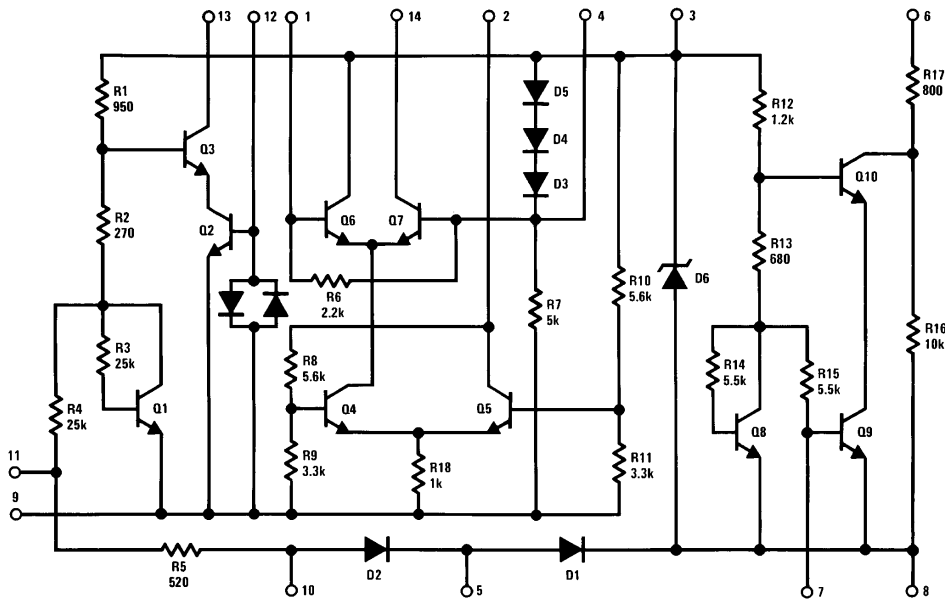 13 12 1 14 2 4 3 6
R1
950
D5
R12
1.2k
R17
800
Q3
D4
Q10
D3
R2
270
Q2
Q6 Q7
R13
680
R6
2.2k
R7
5k
R10
5.6k
D6
R3
25k
R8
5.6k
R16
10k
R4
25k
Q1
Q4
Q5
R14
5.5k
R15
5.5k
Q8
Q9
11
R9
3.3k
R18
1k
R11
3.3k
9
R5
520
10
D2
5
D1
7
8